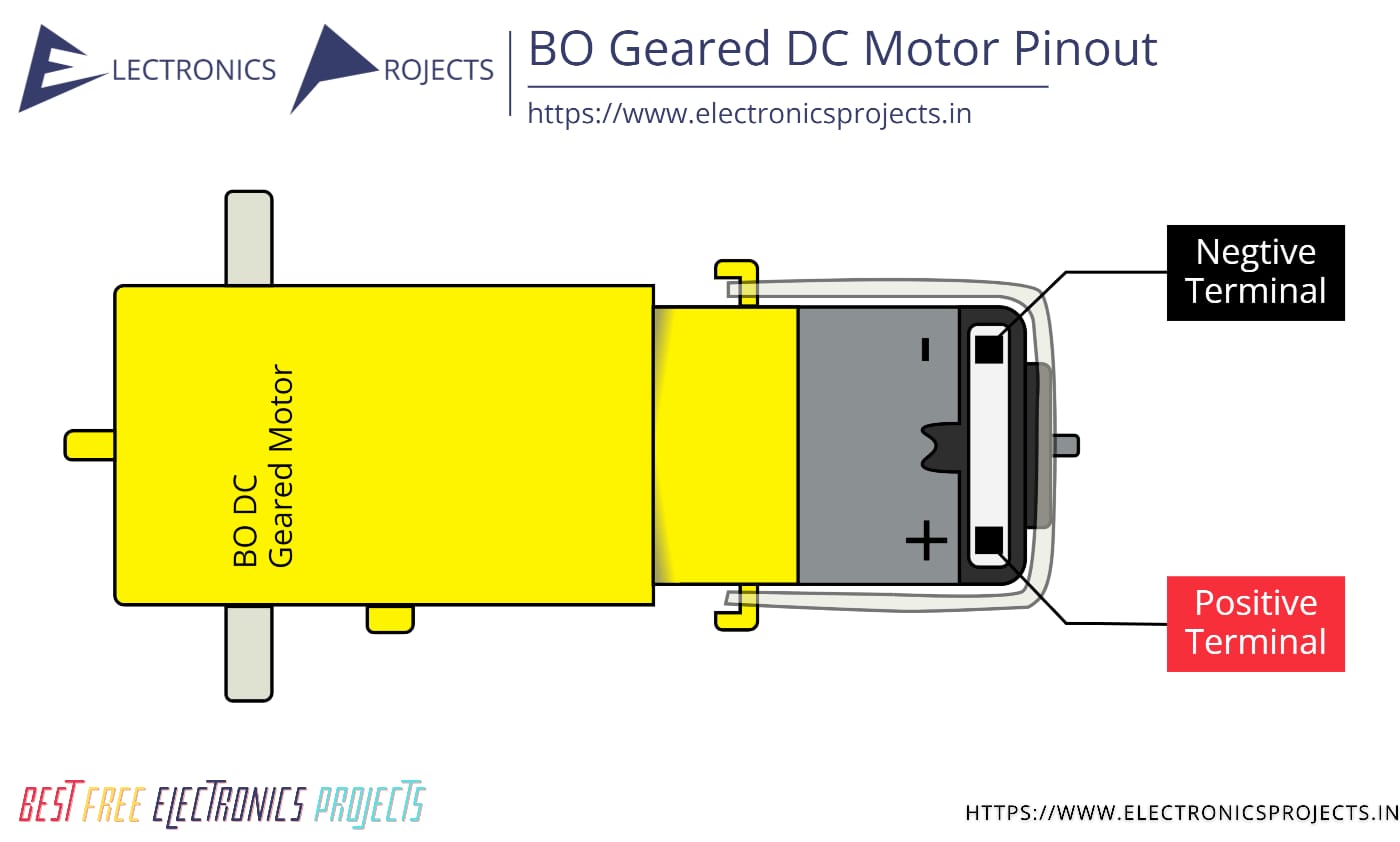 ELECTRONICS PROJECTS
BO Geared DC Motor Pinout
https://www.electronicsprojects.in
Negtive
Terminal
-
BO DC
Geared Motor
+
Positive
Terminal
BEST FREE ELECTRONICS PROJECTS
HTTPS://WWW.ELECTRONICSPROJECTS.IN